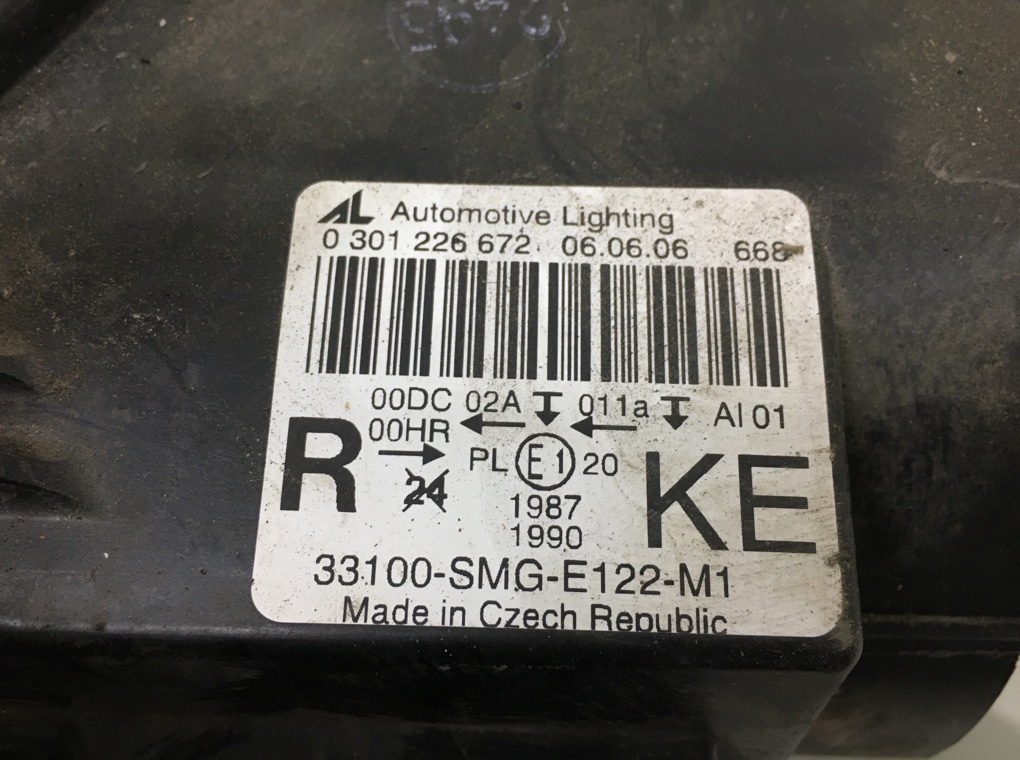 AL Automotive Lighting
0 301 226 672 06.06.06 668
00DC 02A 011a AI 01
00HR
R PL E1 20 KE
24
1987
1990
33100-SMG-E122-M1
Made in Czech Republic